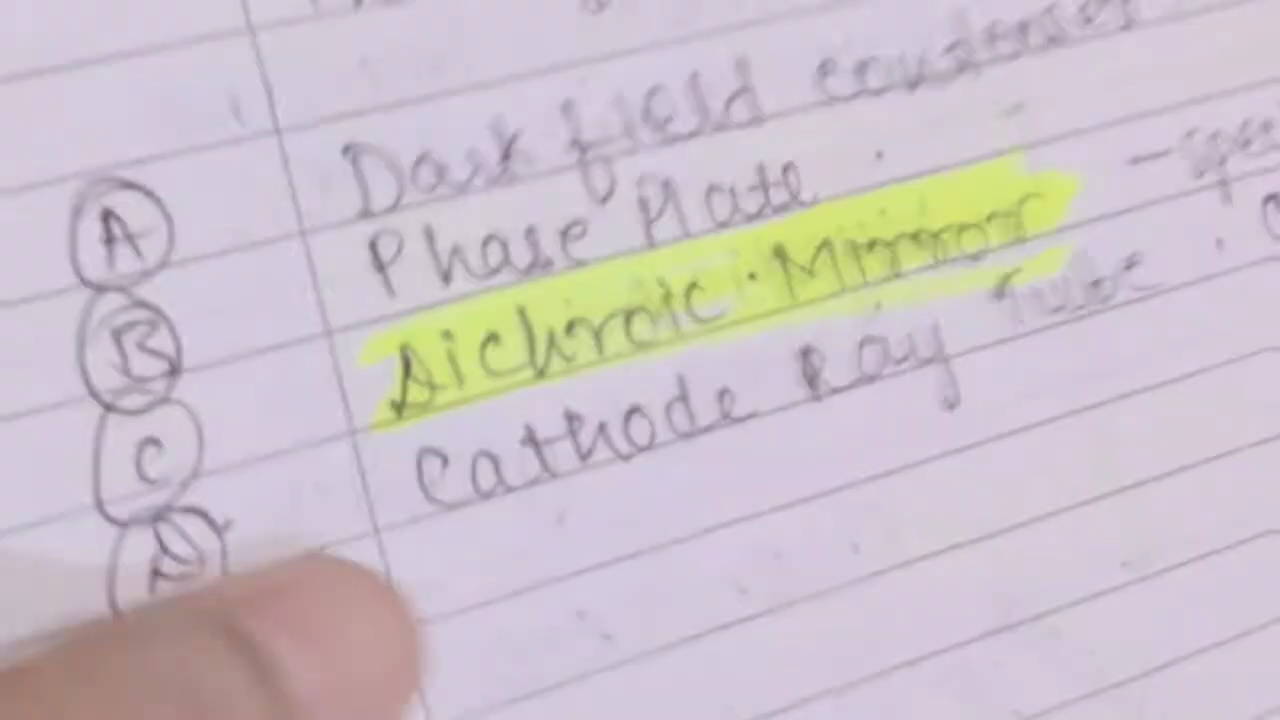 A Dark field condenser
B Phase Plate.
C Dichroic Mirror
D Cathode Ray Tube.